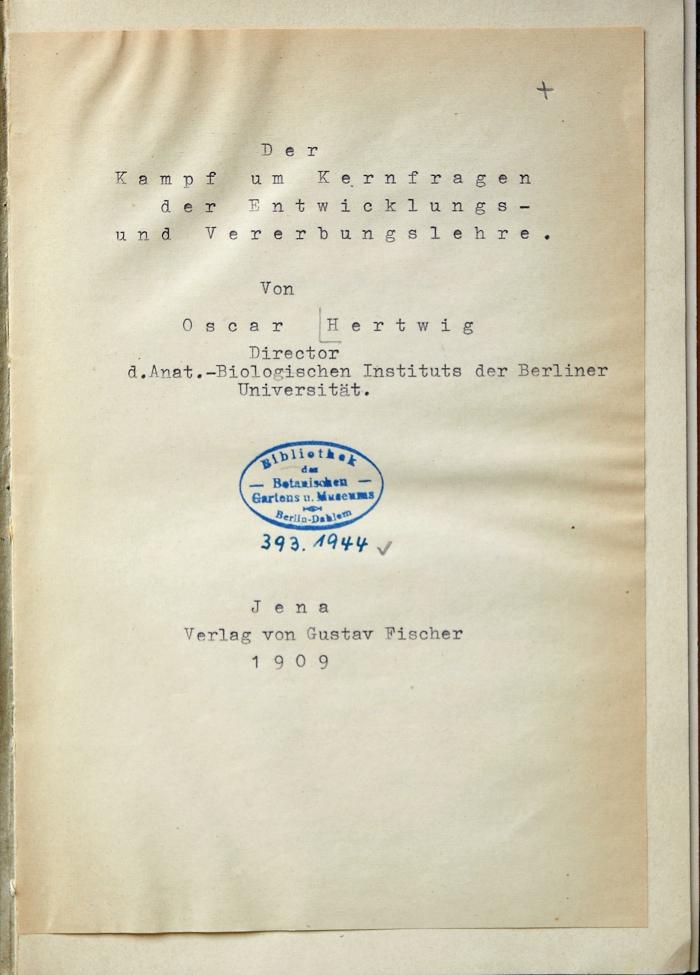 Der
Kampf um Kernfragen
der Entwicklungs-
und Vererbungslehre.
Von
Oscar Hertwig
Director
d.Anat.-Biologischen Instituts der Berliner
Universität.
Bibliothek
des
Botanischen
Gartens u. Museums
Berlin-Dahlem
393. 1944
Jena
Verlag von Gustav Fischer
1909